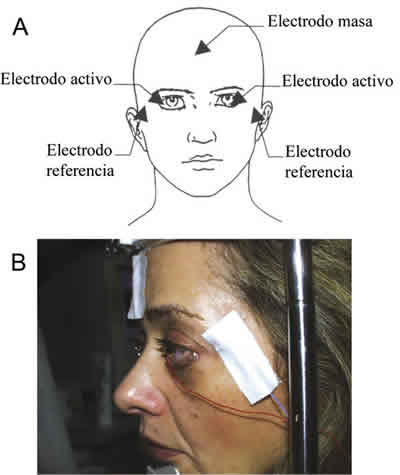 A
Electrodo masa
Electrodo activo
Electrodo activo
Electrodo
referencia
Electrodo
referencia
B